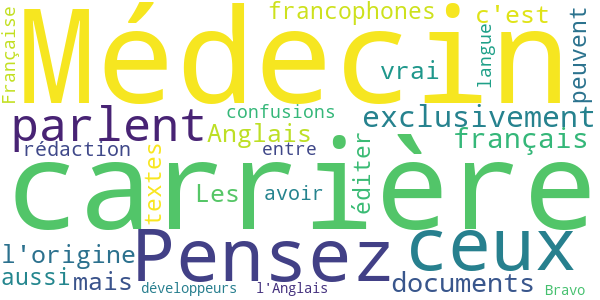 Française
Médecin
francophones
c'est
langue
peuvent
vrai
parlent
confusions
Anglais
exclusivement
français
rédaction
entre
textes
Les
avoir
éditer
carrière
l'origine
Pensez
ceux
aussi
mais
développeurs
l'Anglais
documents
Bravo